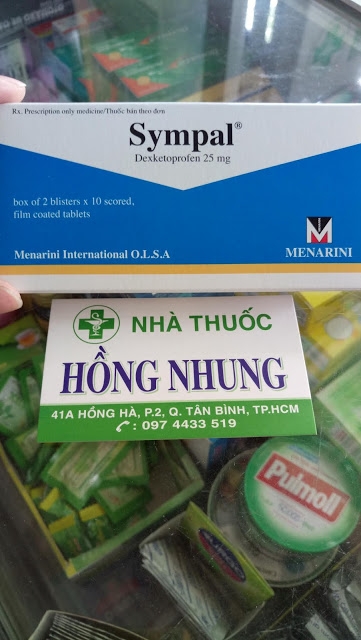 Rx. Prescription only medicine/Thuốc bán theo đơn
Sympal®
Dexketoprofen 25 mg
box of 2 blisters x 10 scored,
film coated tablets
Menarini International O.L.S.A
MENARINI
NHÀ THUỐC
HỒNG NHUNG
41A HỒNG HÀ, P.2, Q. TÂN BÌNH, TP.HCM
: 097 4433 519
Pulmoll